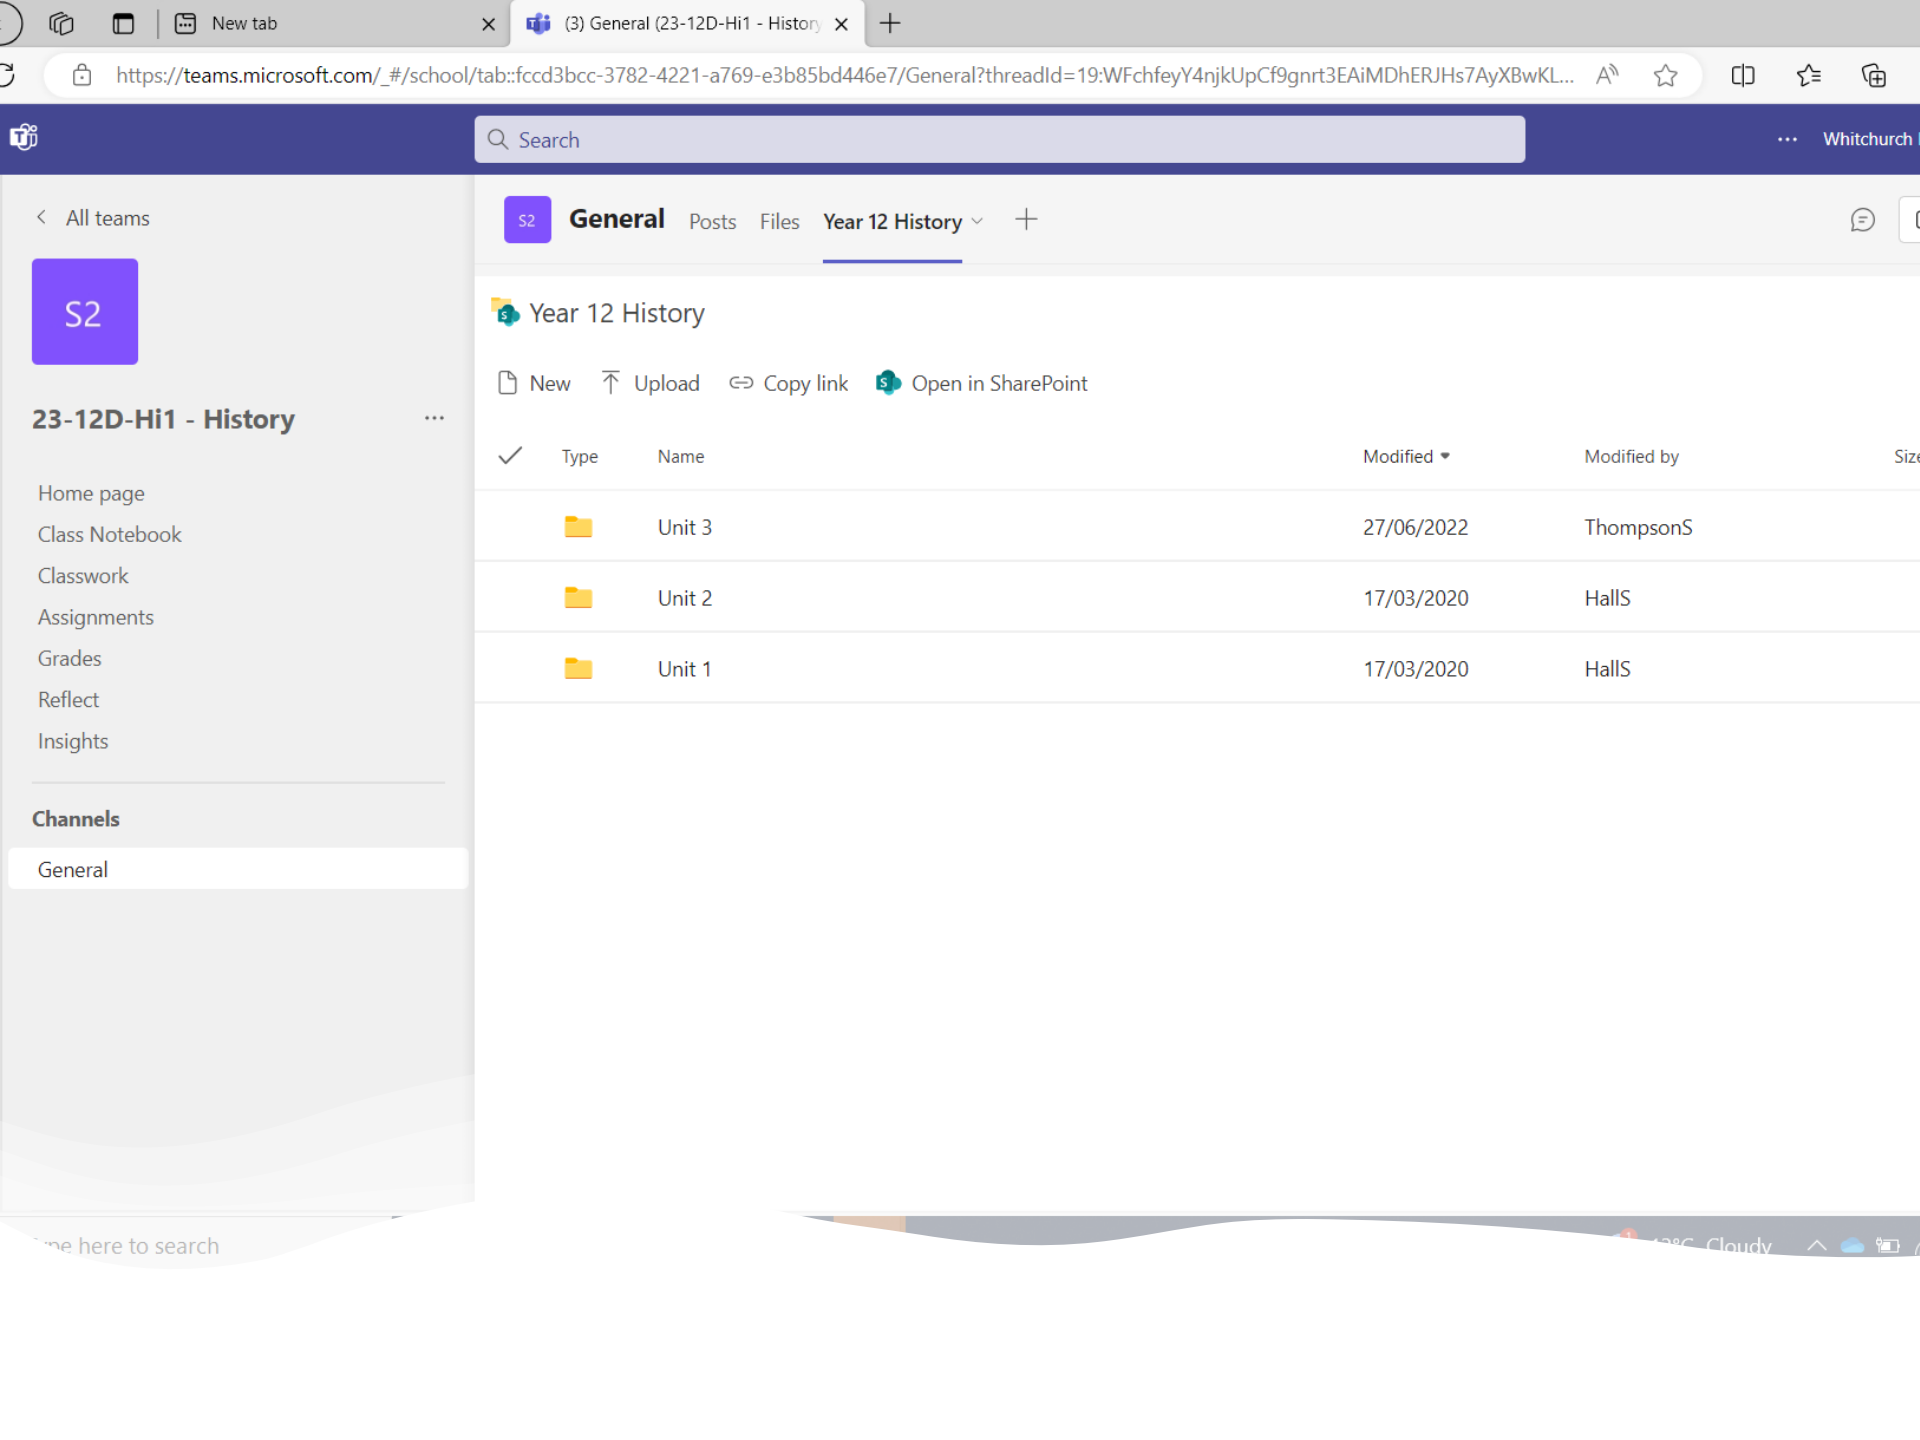 New tab
(3) General (23-12D-Hi1 - History
https://teams.microsoft.com/_#/school/tab::fccd3bcc-3782-4221-a769-e3b85bd446e7/General?threadId=19:WFchfeyY4njkUpCf9gnrt3EAiMDhERJHs7AyXBwKL...
Search
Whitchurch
All teams
S2
General Posts Files Year 12 History
S2
Year 12 History
New Upload Copy link Open in SharePoint
23-12D-Hi1 - History
Type Name Modified Modified by Size
Home page
Class Notebook
Classwork
Assignments
Grades
Reflect
Insights
Unit 3 27/06/2022 ThompsonS
Unit 2 17/03/2020 HallS
Unit 1 17/03/2020 HallS
Channels
General
here to search
Cloudy